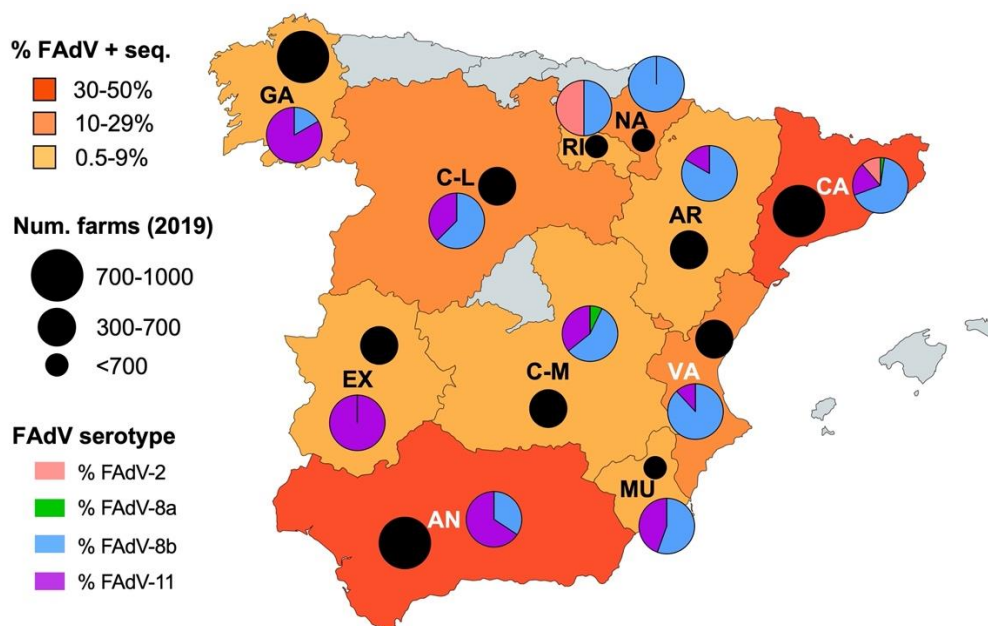 % FAdV + seq.
30-50%
10-29%
0.5-9%
Num. farms (2019)
700-1000
300-700
<700
FAdV serotype
% FAdV-2
% FAdV-8a
% FAdV-8b
% FAdV-11
GA
C-L
RI
NA
AR
CA
EX
C-M
VA
AN
MU